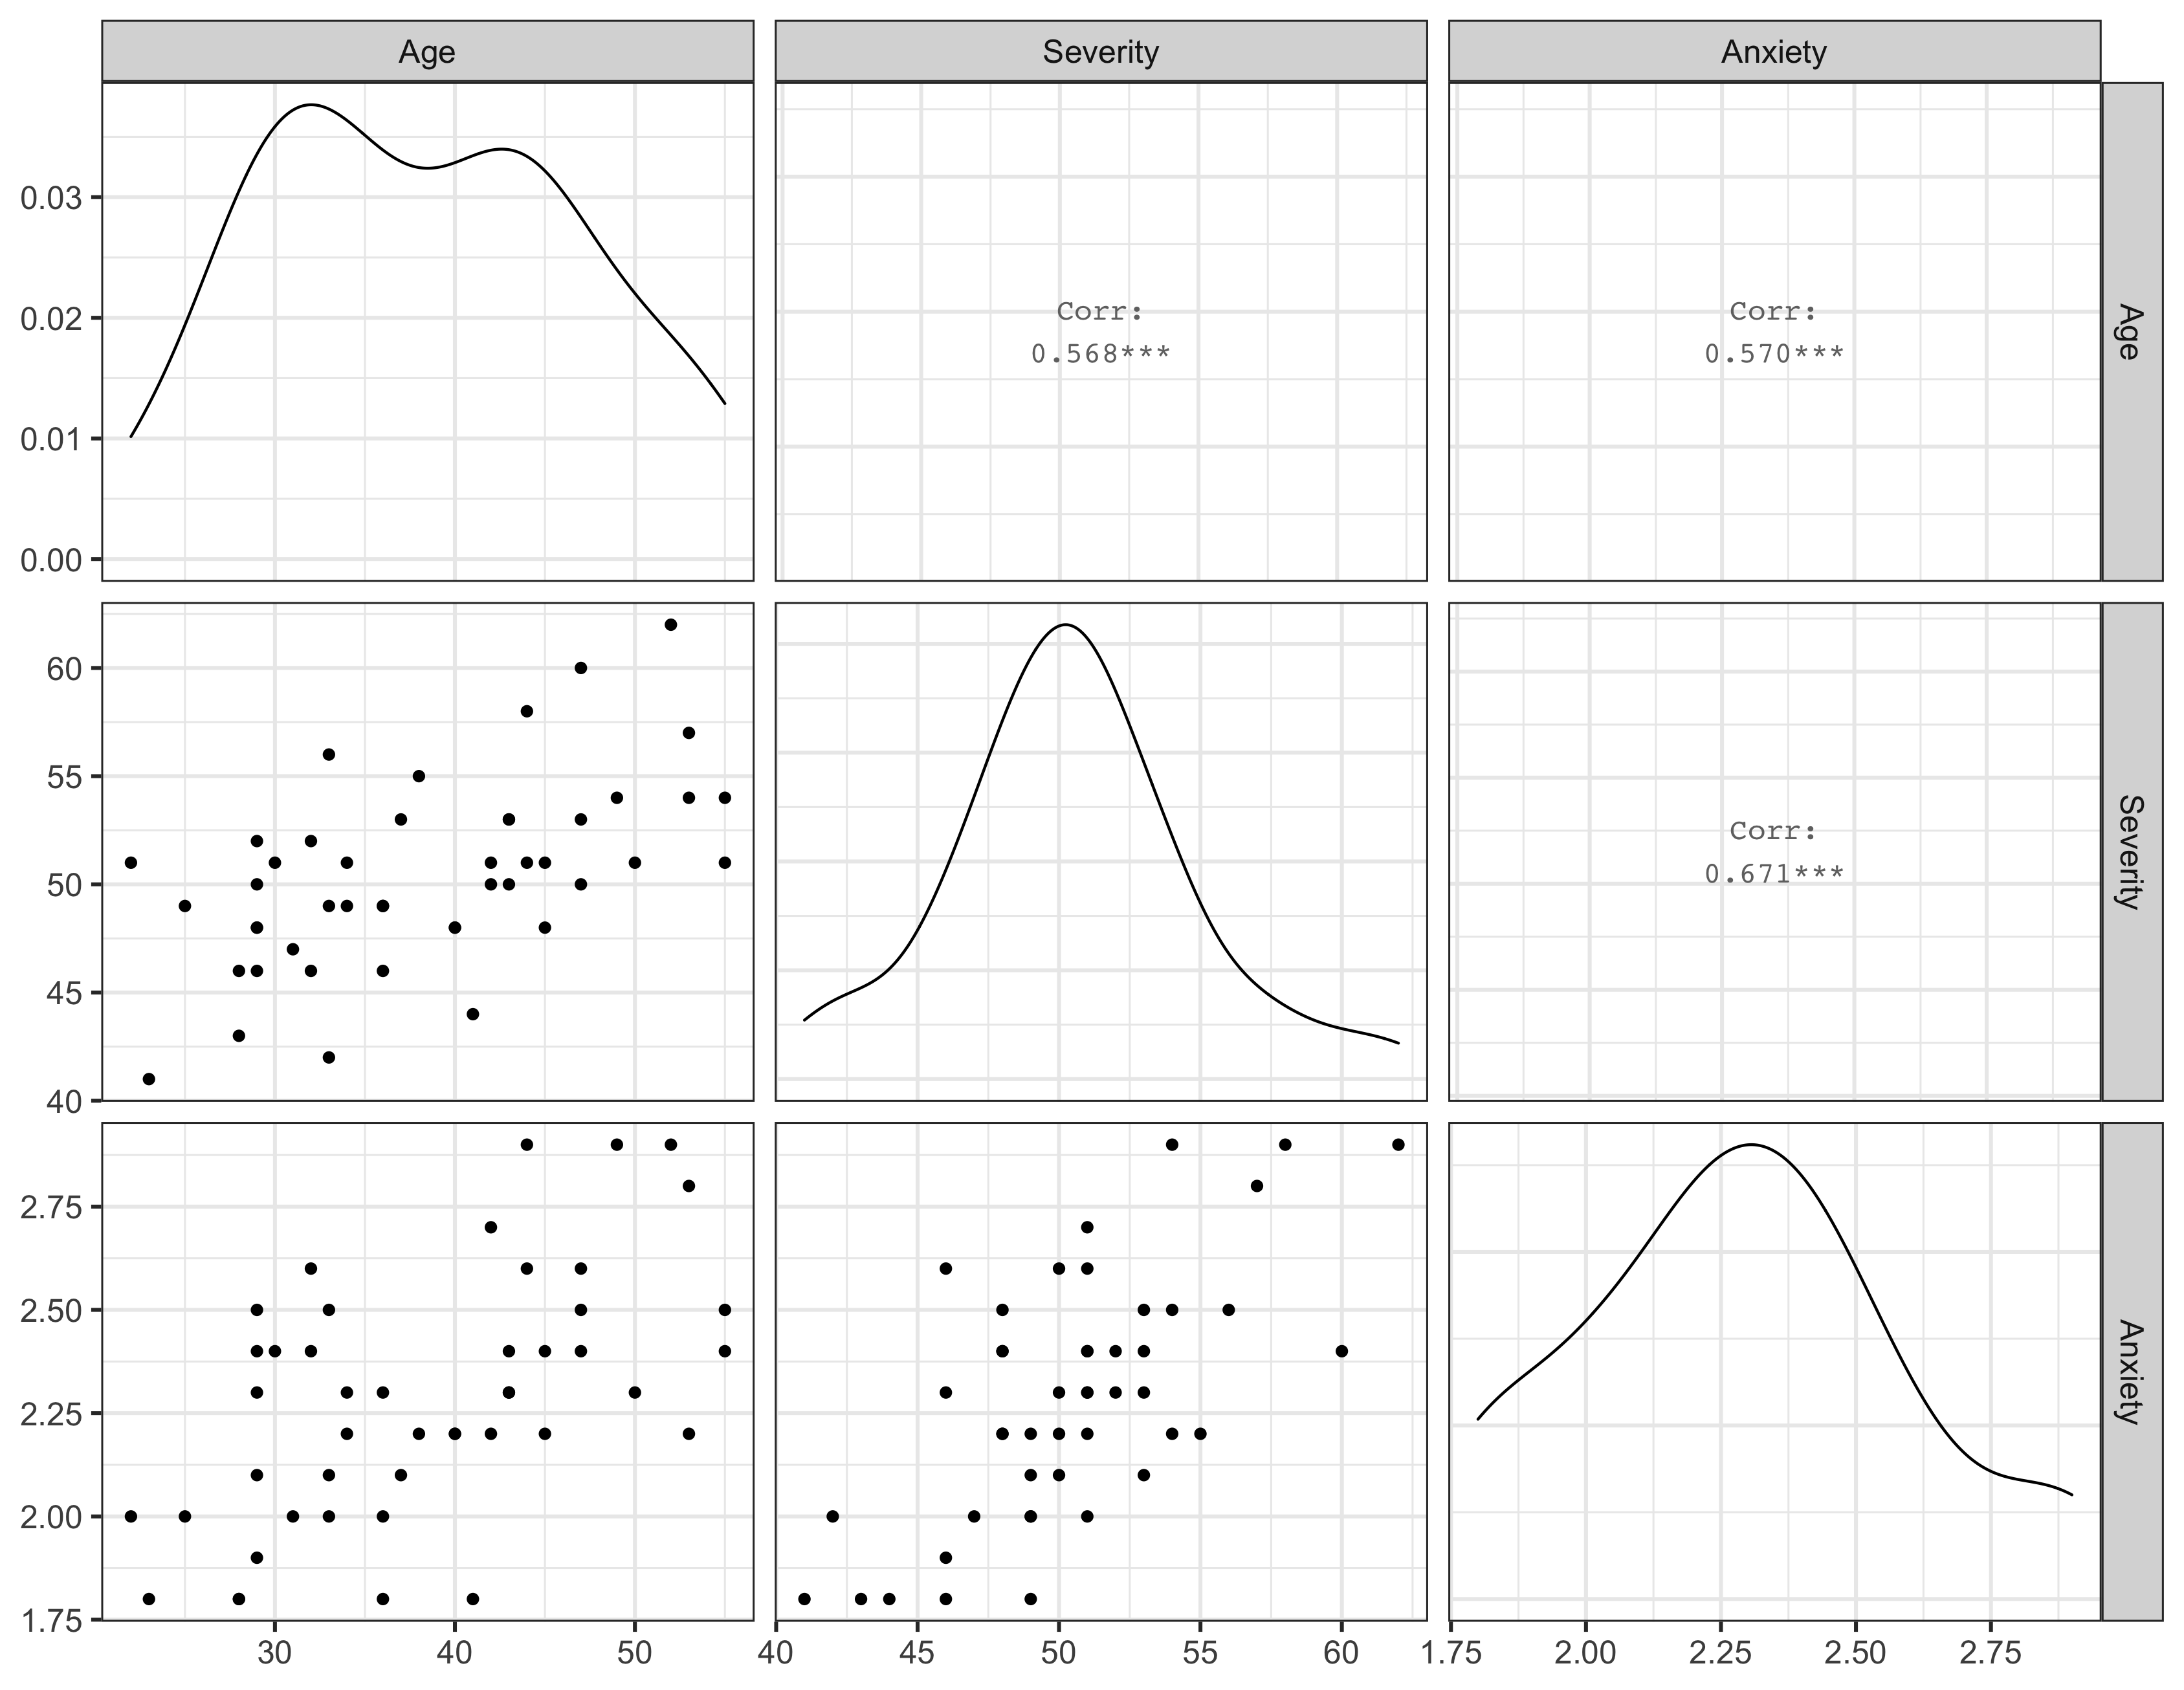 Age
Severity
Anxiety
0.03
0.02
0.01
0.00
Corr:
0.568***
Corr:
0.570***
Age
60
55
50
45
40
Corr:
0.671***
Severity
2.75
2.50
2.25
2.00
1.75
Anxiety
30 40 50
40 45 50 55 60
1.75 2.00 2.25 2.50 2.75